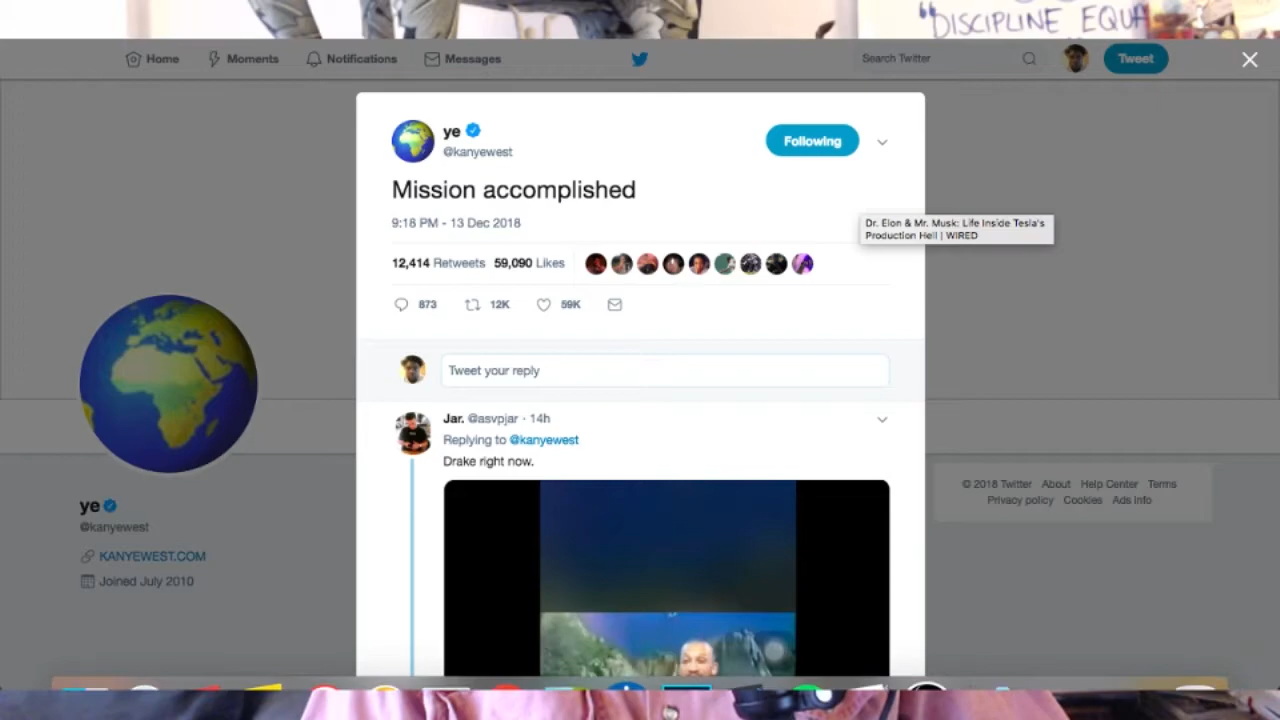 "DISCIPLINE EQUA
Home
Moments
Notifications
Messages
Search Twitter
Tweet
ye
@kanyewest
Following
Mission accomplished
9:18 PM - 13 Dec 2018
Dr. Elon & Mr. Musk: Life Inside Tesla's
Production Hell | WIRED
12,414 Retweets 59,090 Likes
873 12K 59K
Tweet your reply
Jar. @asvpjar · 14h
Replying to @kanyewest
Drake right now.
ye
@kanyewest
KANYEWEST.COM
Joined July 2010
© 2018 Twitter About Help Center Terms
Privacy policy Cookies Ads info